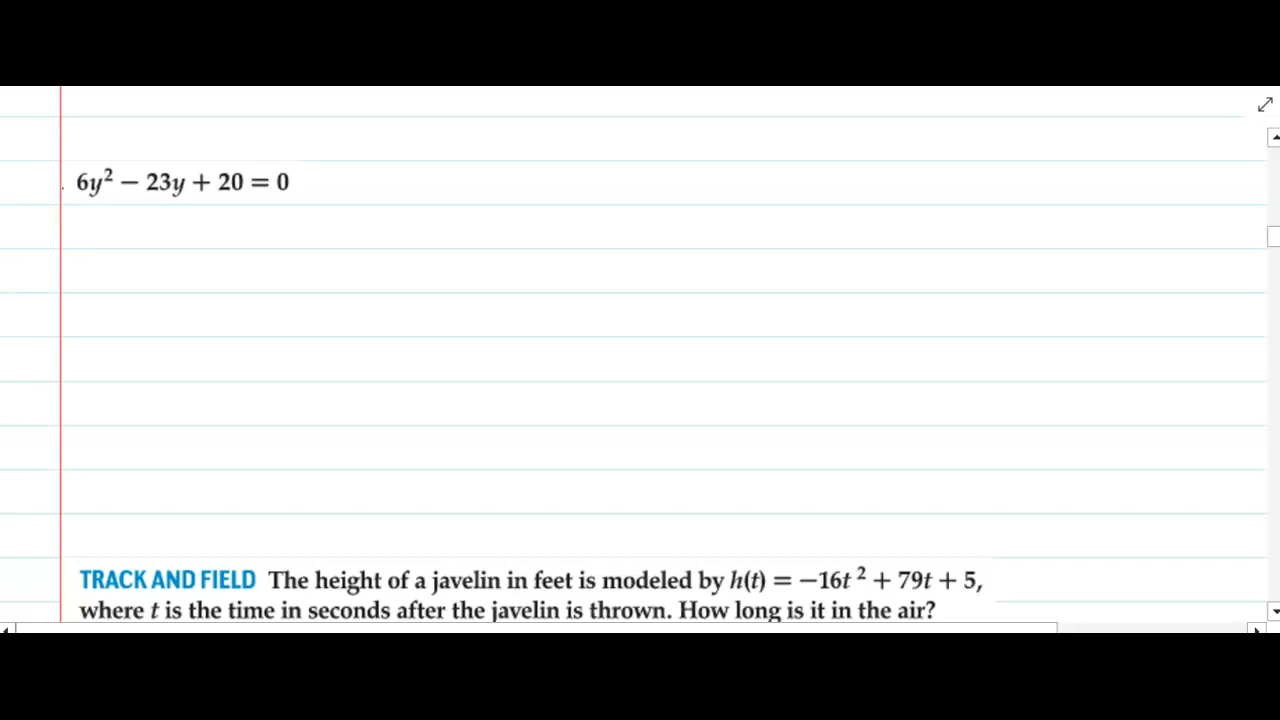 6y² − 23y + 20 = 0
TRACK AND FIELD The height of a javelin in feet is modeled by h(t) = −16t² + 79t + 5,
where t is the time in seconds after the javelin is thrown. How long is it in the air?